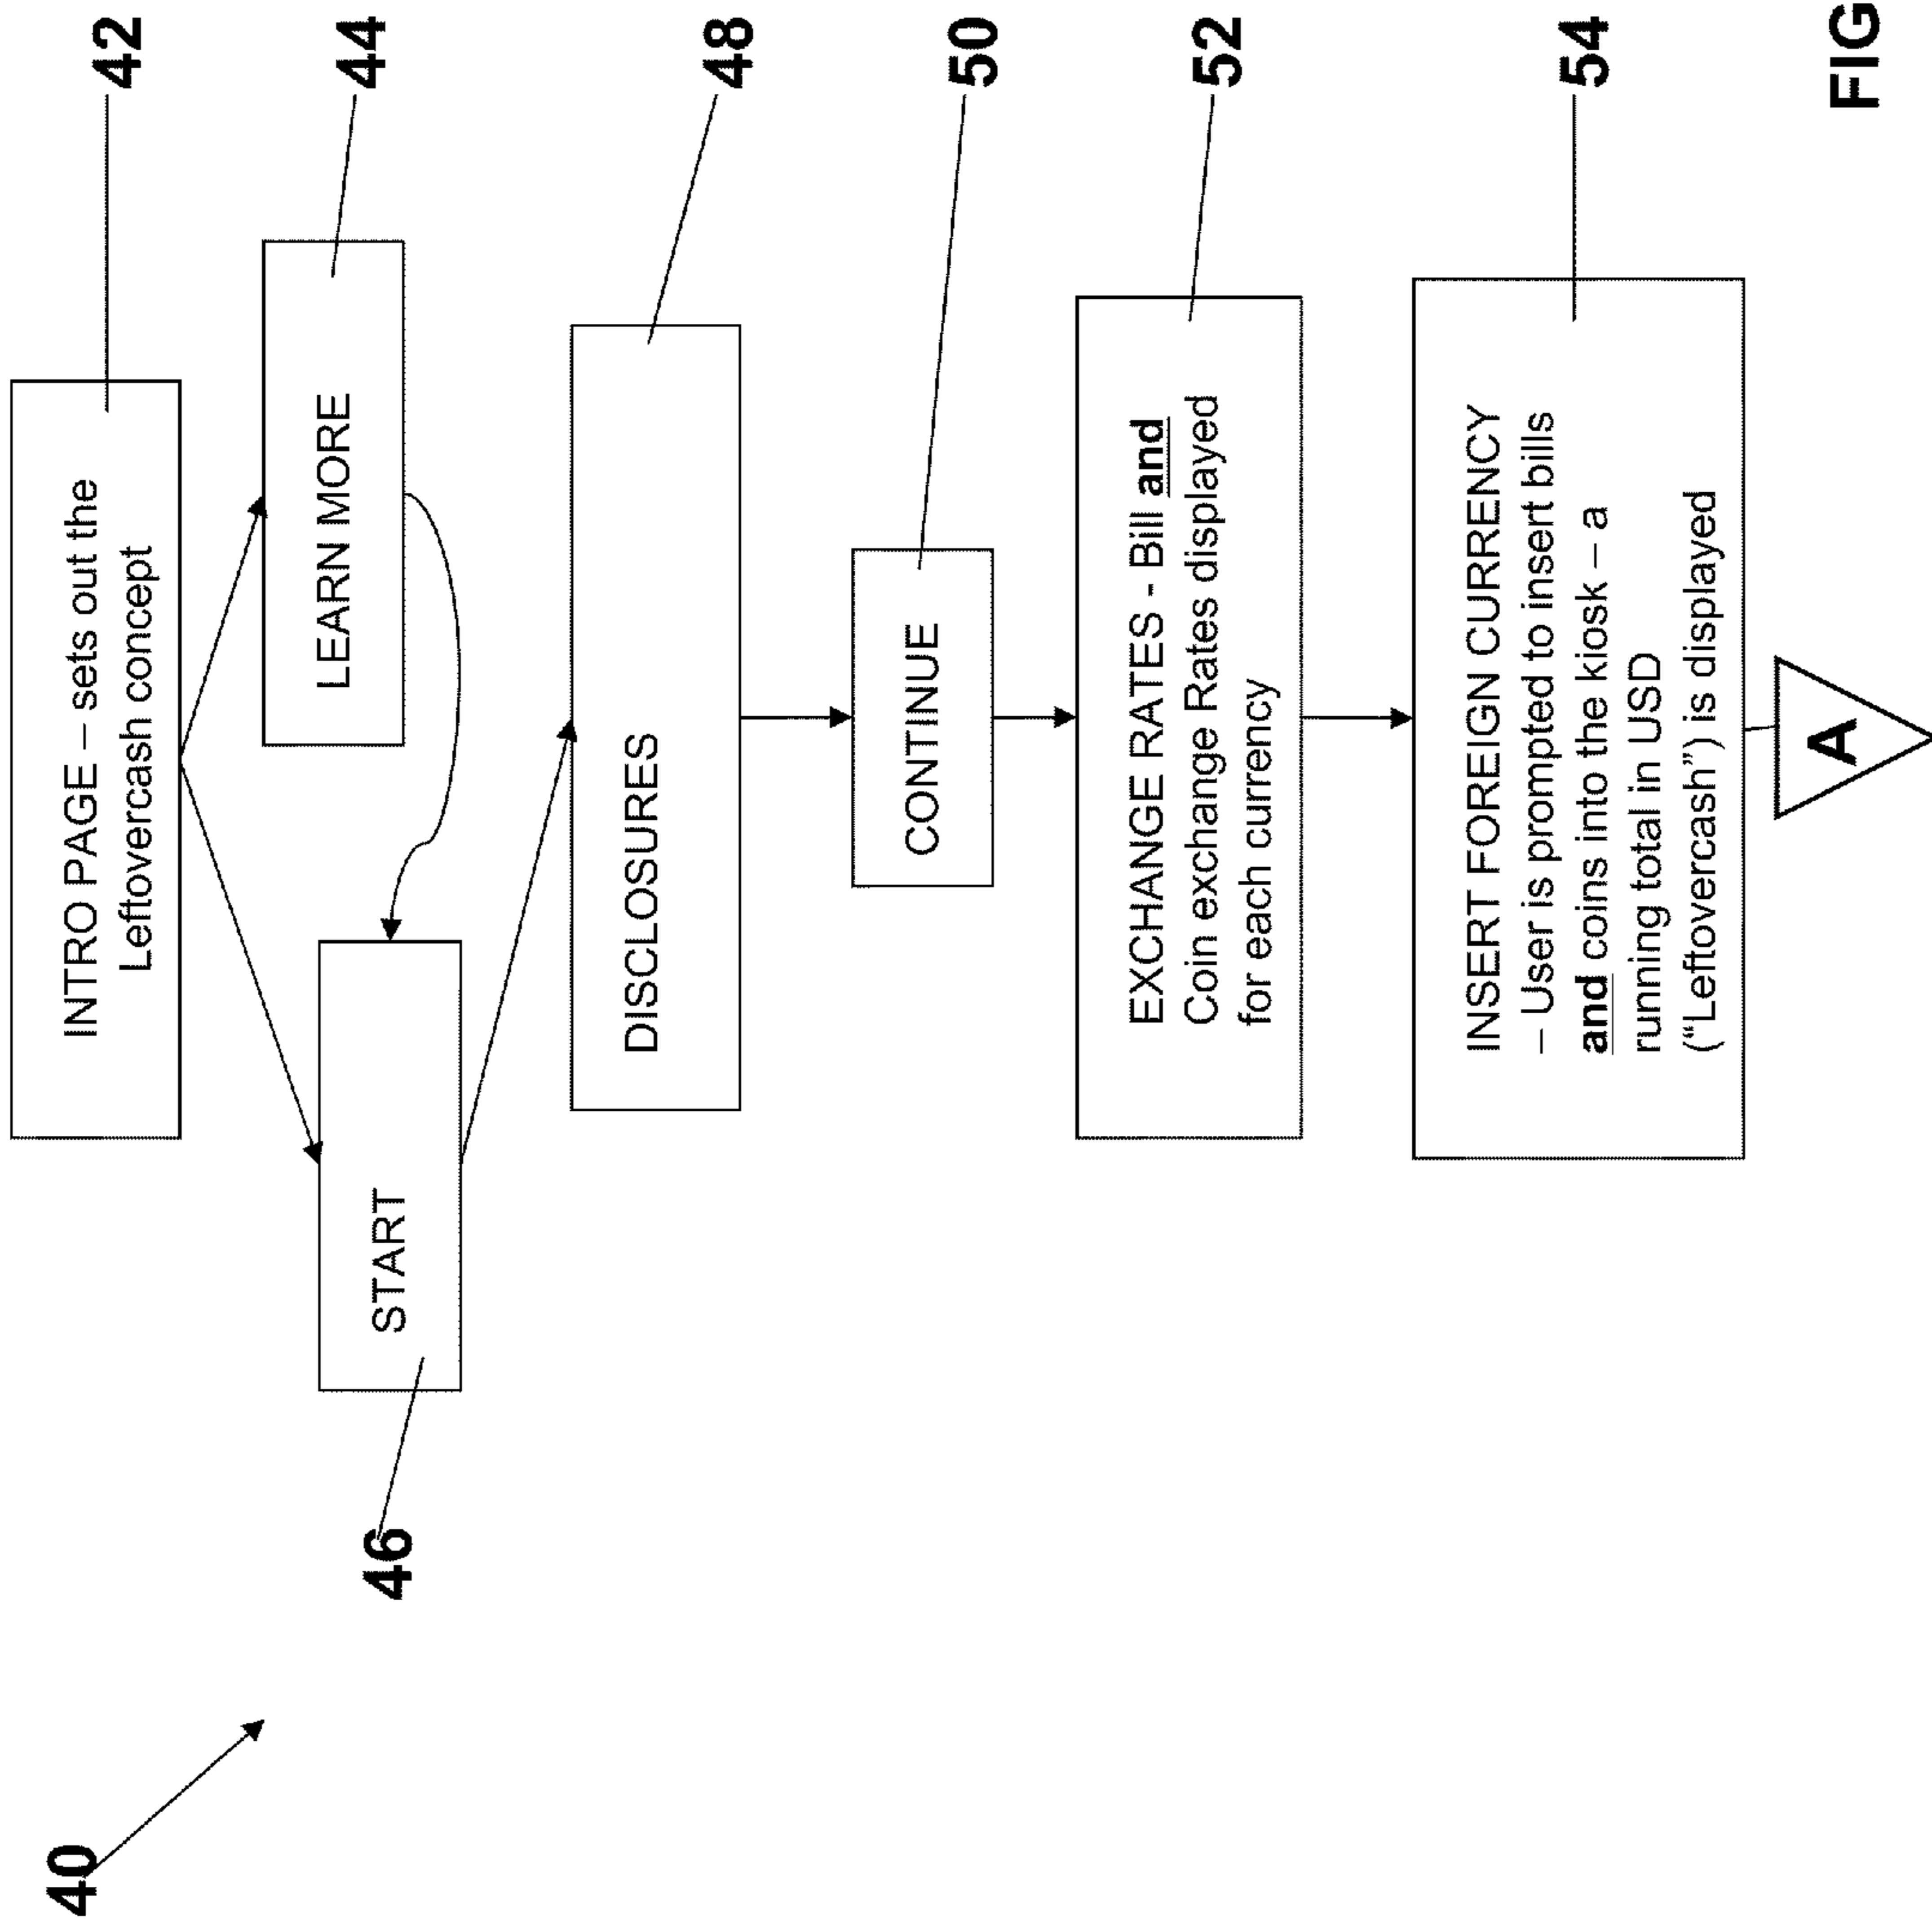 40
INTRO PAGE – sets out the
Leftovercash concept
42
LEARN MORE
44
START
46
DISCLOSURES
48
CONTINUE
50
EXCHANGE RATES - Bill and
Coin exchange Rates displayed
for each currency
52
INSERT FOREIGN CURRENCY
– User is prompted to insert bills
and coins into the kiosk – a
running total in USD
(“Leftovercash”) is displayed
54
A
FIG